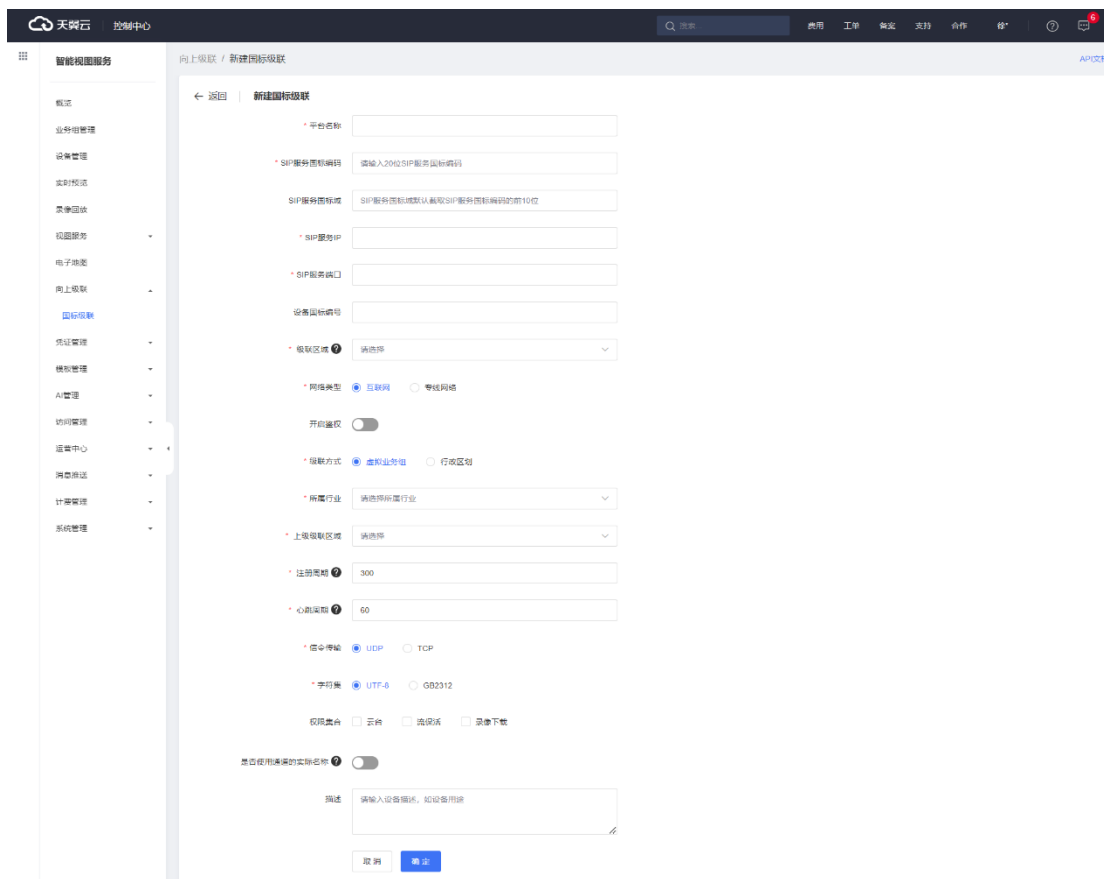 天翼云 控制中心 搜索... 费用 工单 备案 支持 合作 徐* 6
智能视图服务 向上级联 / 新建国标级联 API文档
← 返回 新建国标级联
概览
业务组管理
设备管理
实时预览
录像回放
视图服务
电子地图
向上级联
国标级联
凭证管理
模板管理
AI管理
访问管理
运营中心
消息推送
计费管理
系统管理
* 平台名称
* SIP服务国标编码 请输入20位SIP服务国标编码
SIP服务国标域 SIP服务国标域默认截取SIP服务国标编码的前10位
* SIP服务IP
* SIP服务端口
设备国标编号
* 级联区域 ? 请选择
* 网络类型 互联网 专线网络
开启鉴权
* 级联方式 虚拟业务组 行政区划
* 所属行业 请选择所属行业
* 上级级联区域 请选择
* 注册周期 ? 300
* 心跳周期 ? 60
* 信令传输 UDP TCP
* 字符集 UTF-8 GB2312
权限集合 云台 流保活 录像下载
是否使用通道的实际名称 ?
描述 请输入设备描述，如设备用途
取消 确定